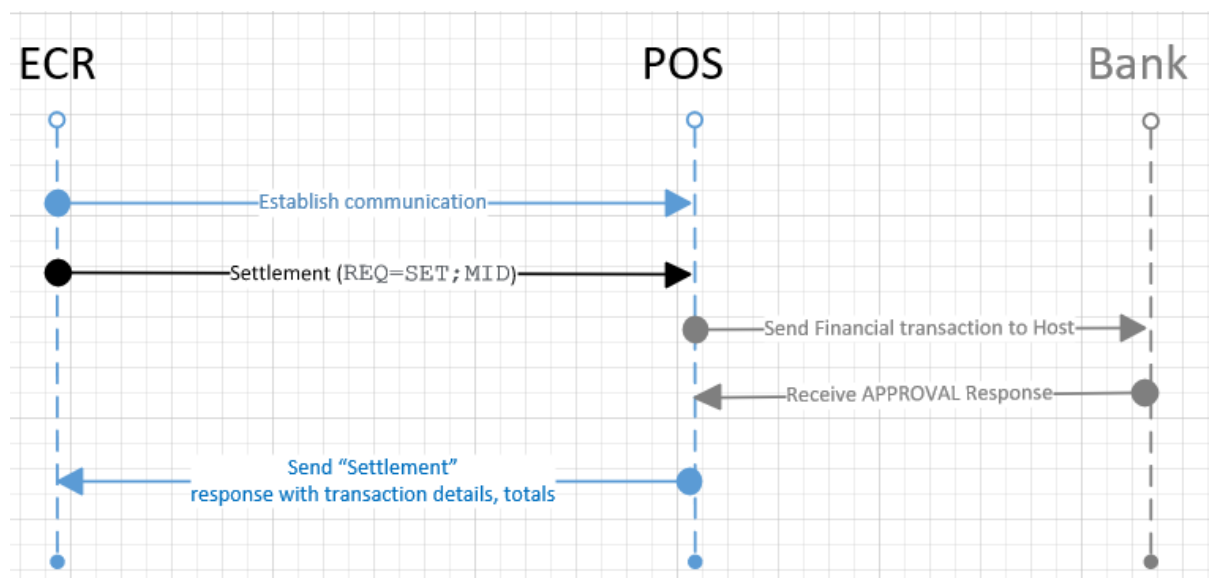 ECR
POS
Bank
Establish communication
Settlement (REQ=SET;MID)
Send Financial transaction to Host
Receive APPROVAL Response
Send “Settlement”
response with transaction details, totals